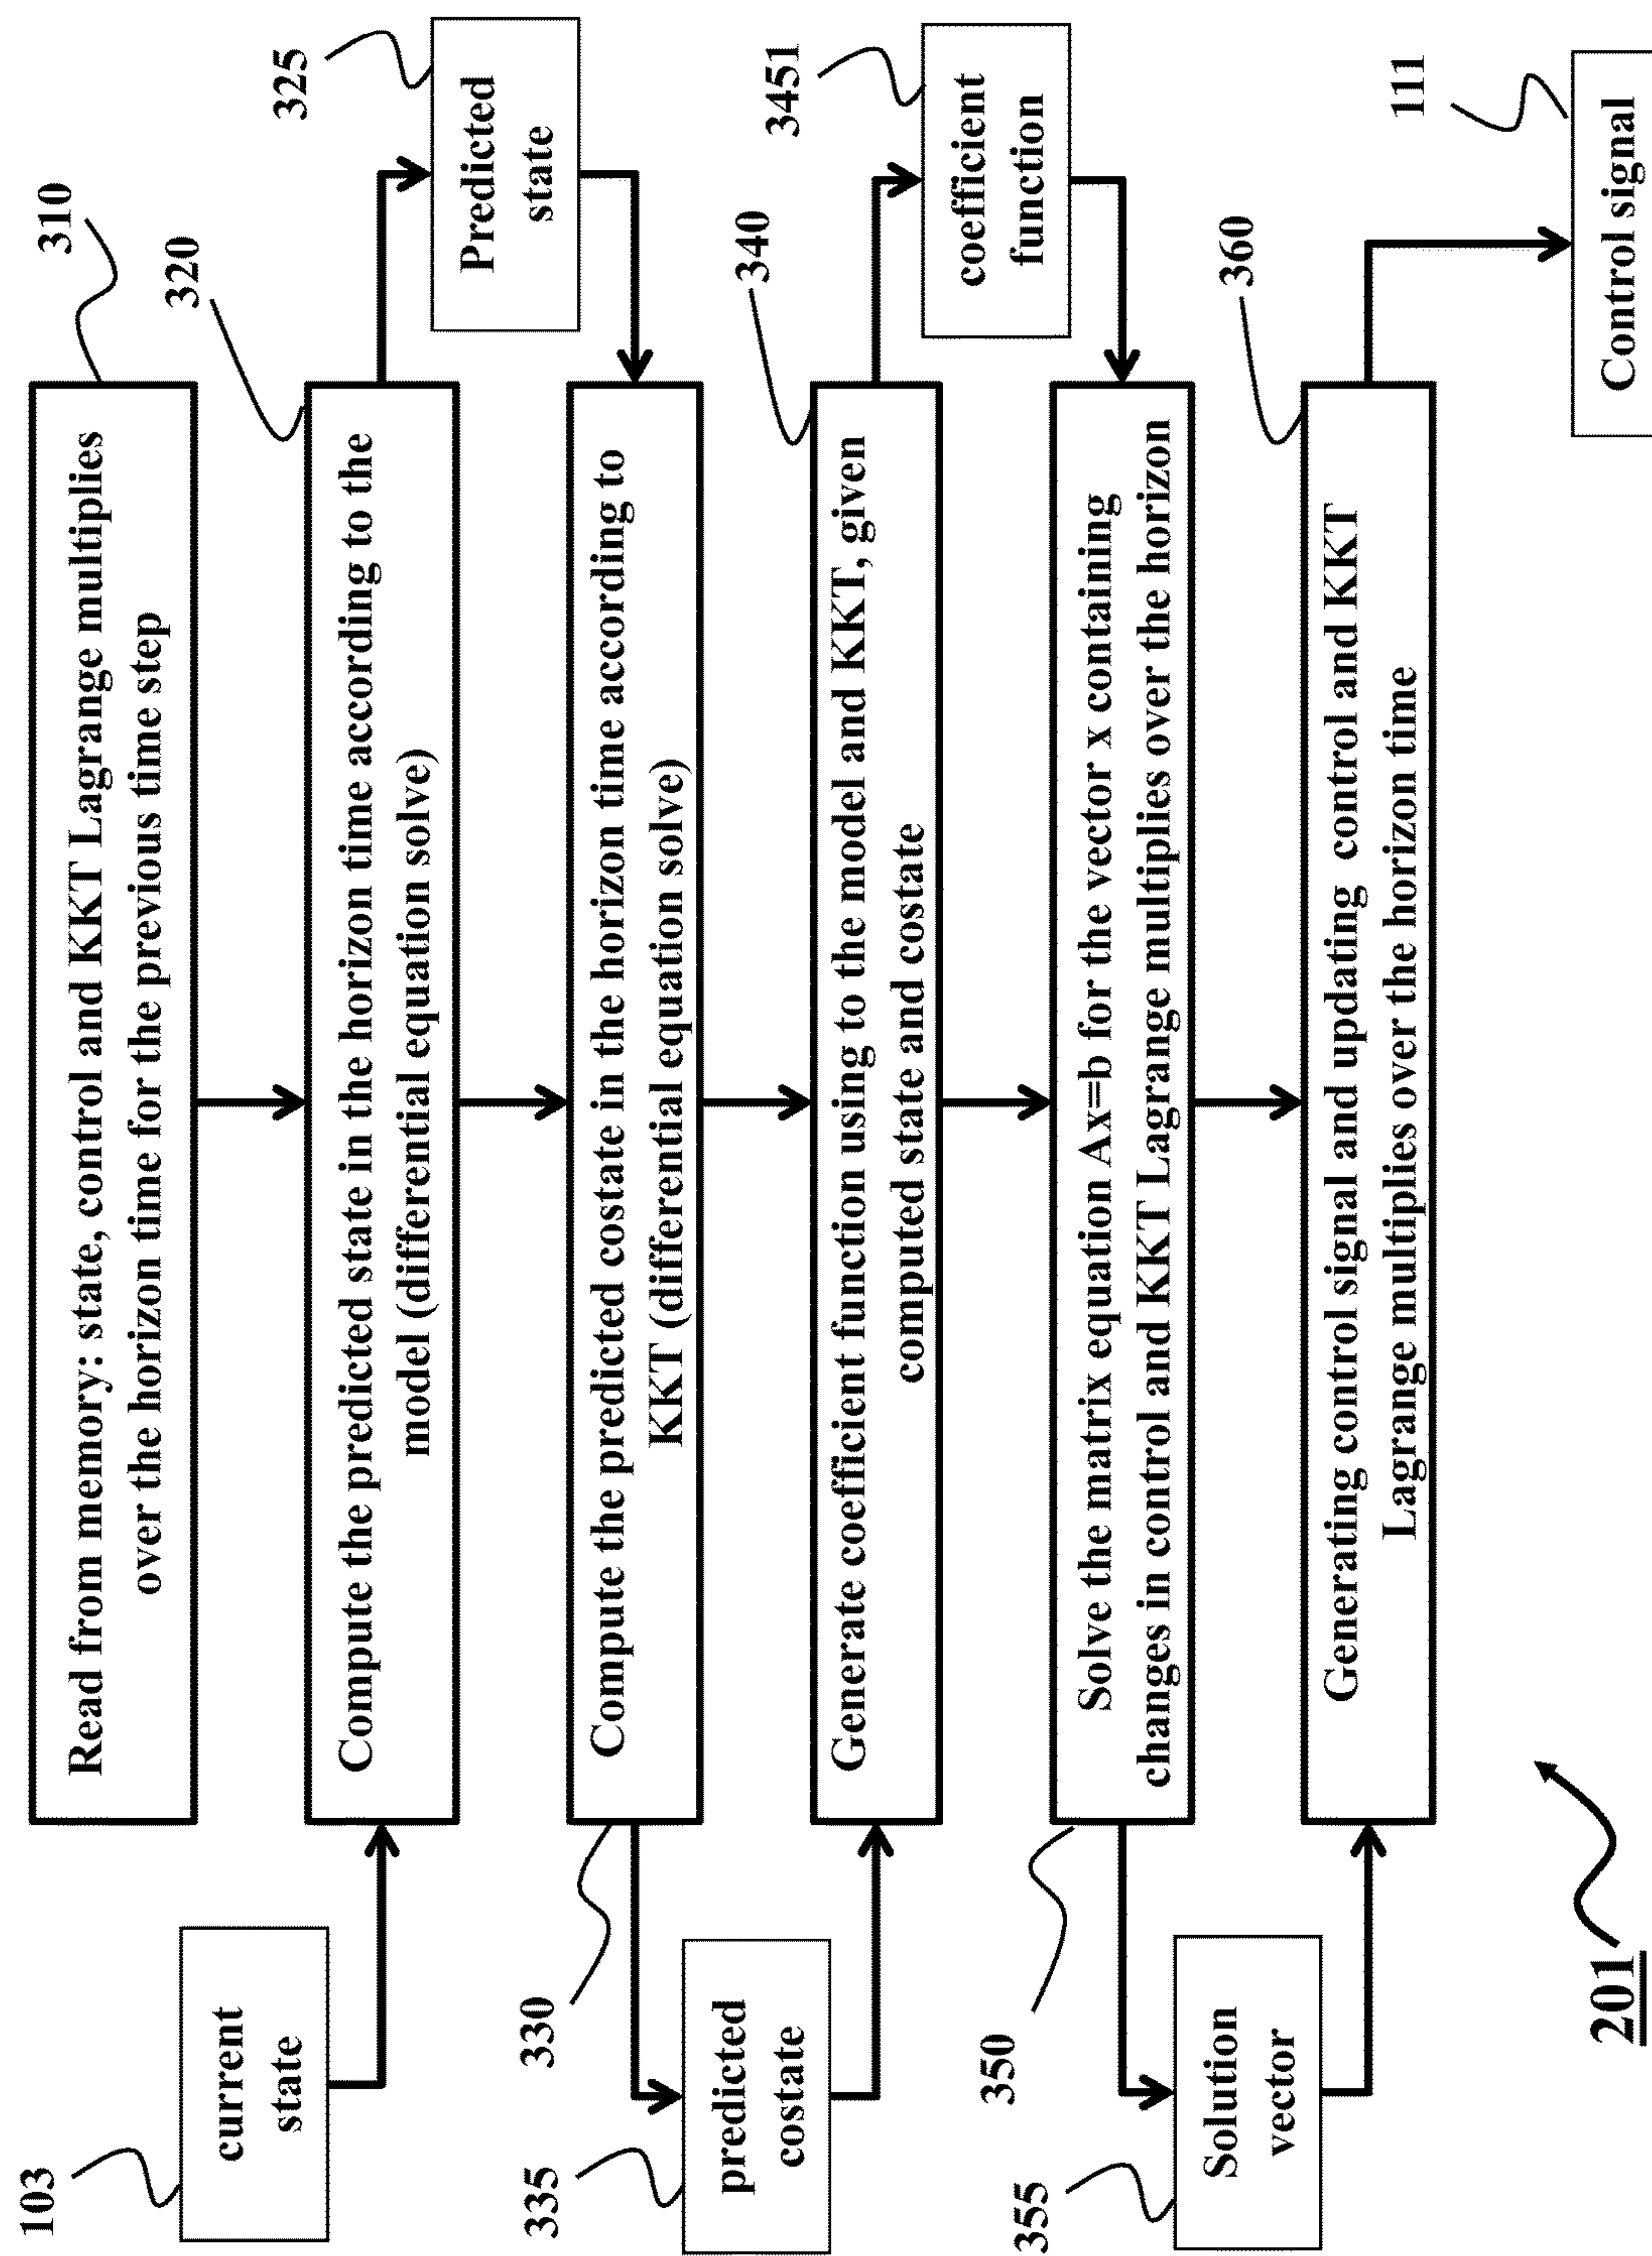 310
Read from memory: state, control and KKT Lagrange multiplies
over the horizon time for the previous time step
103
current
state
320
Compute the predicted state in the horizon time according to the
model (differential equation solve)
325
Predicted
state
330
Compute the predicted costate in the horizon time according to
KKT (differential equation solve)
335
predicted
costate
340
Generate coefficient function using to the model and KKT, given
computed state and costate
3451
coefficient
function
350
Solve the matrix equation Ax=b for the vector x containing
changes in control and KKT Lagrange multiplies over the horizon
355
Solution
vector
360
Generating control signal and updating control and KKT
Lagrange multiplies over the horizon time
111
Control signal
201